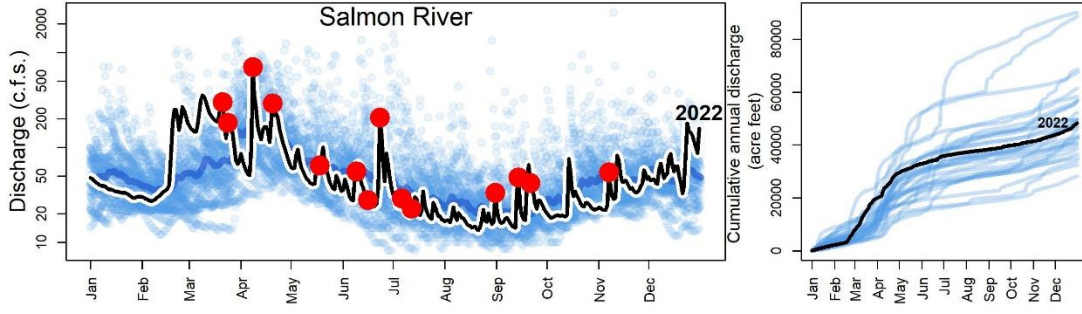 Salmon River
Discharge (c.f.s.)
2000
500
200
50
20
10
2022
Jan
Feb
Mar
Apr
May
Jun
Jul
Aug
Sep
Oct
Nov
Dec
Cumulative annual discharge
(acre feet)
80000
60000
40000
20000
0
2022
Jan
Feb
Mar
Apr
May
Jun
Jul
Aug
Sep
Oct
Nov
Dec